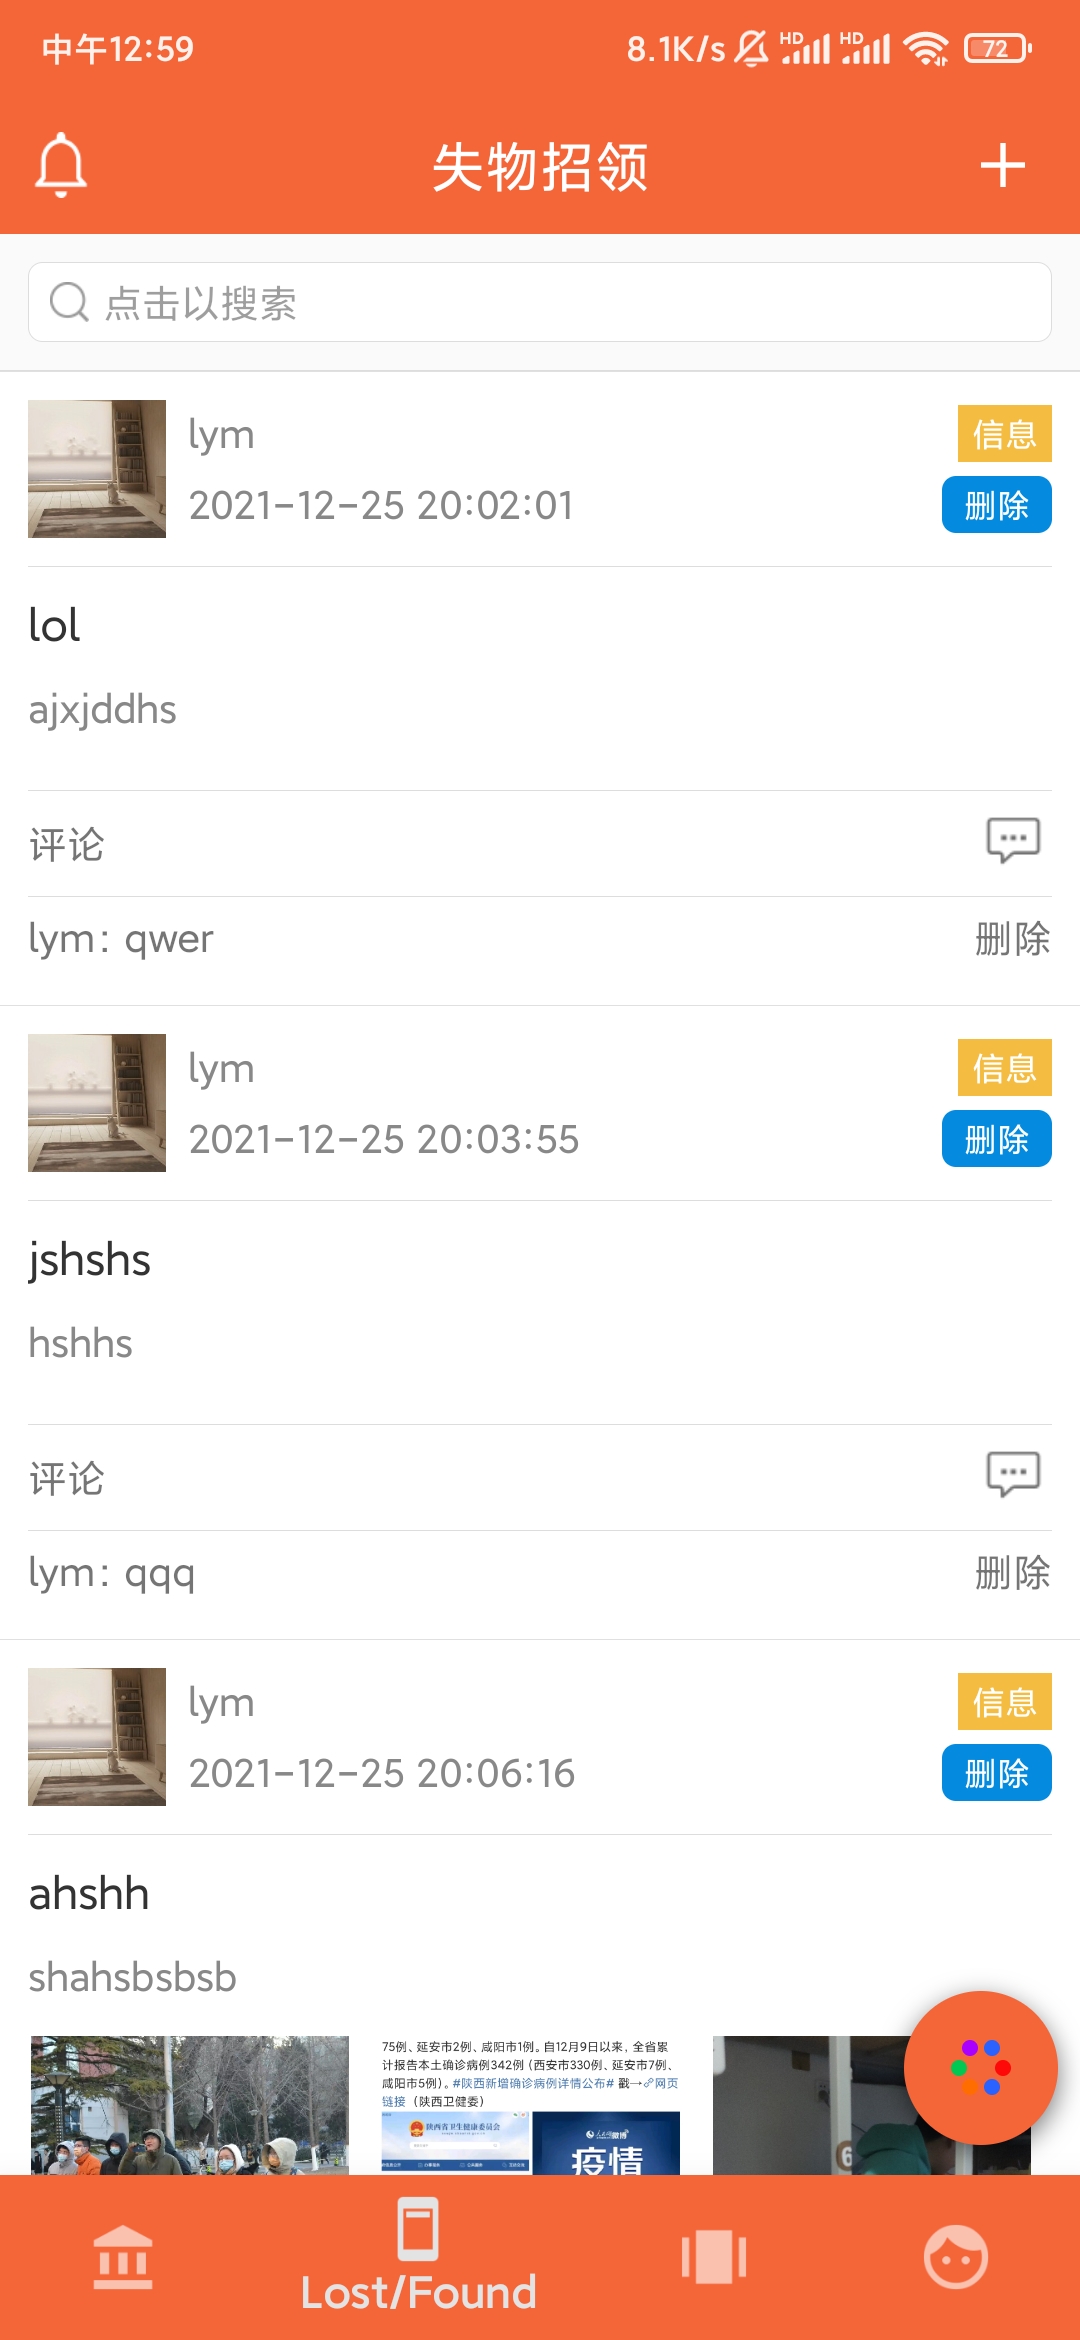 中午12:59
8.1K/s HD HD 72
失物招领
点击以搜索
lym
信息
2021-12-25 20:02:01
删除
lol
ajxjddhs
评论
lym: qwer
删除
lym
信息
2021-12-25 20:03:55
删除
jshshs
hshhs
评论
lym: qqq
删除
lym
信息
2021-12-25 20:06:16
删除
ahshh
shahsbsbsb
75例、延安市2例、咸阳市1例。自12月9日以来，全省累
计报告本土确诊病例342例（西安市330例、延安市7例、
咸阳市5例）。#陕西新增确诊病例详情公布# 戳→网页
链接（陕西卫健委）
陕西省卫生健康委员会
疫情
6
Lost/Found